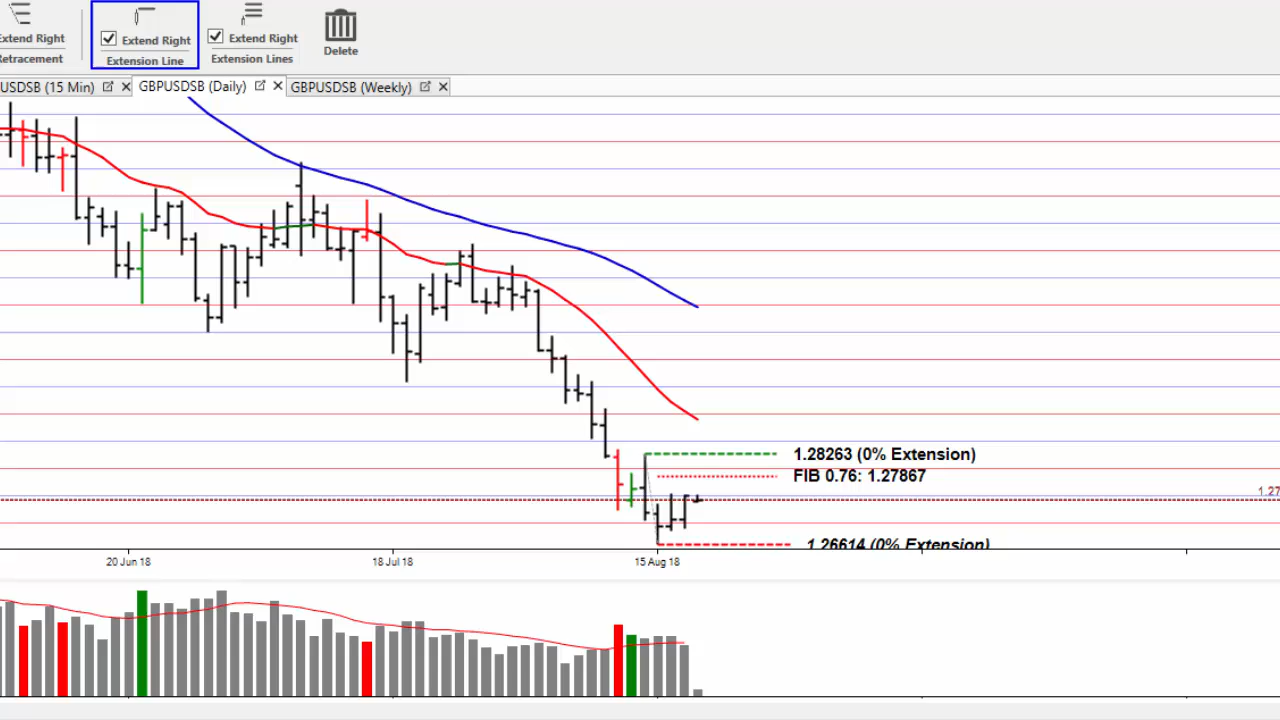 Extend Right
Extend Right
Extend Right
Retracement
Extension Line
Extension Lines
Delete
USDSB (15 Min)
GBPUSDSB (Daily)
GBPUSDSB (Weekly)
1.28263 (0% Extension)
FIB 0.76: 1.27867
1.27
1.26614 (0% Extension)
20 Jun 18
18 Jul 18
15 Aug 18